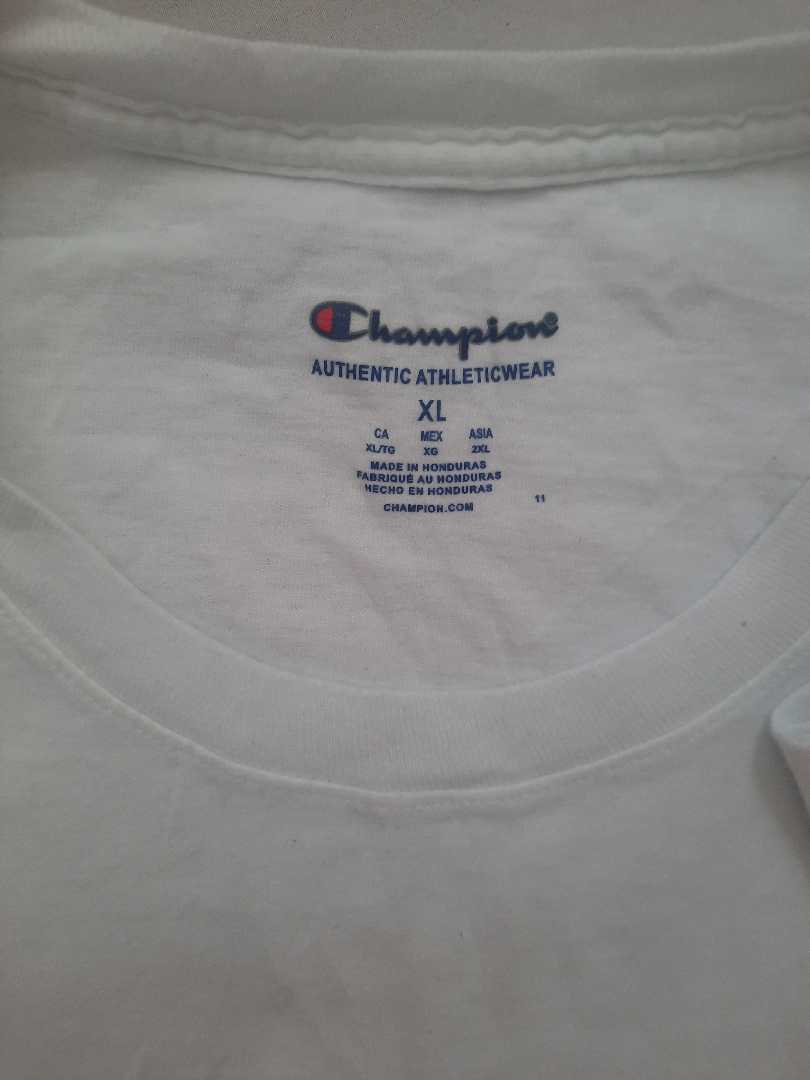 Champion®
AUTHENTIC ATHLETICWEAR
XL
CA MEX ASIA
XL/TG XG 2XL
MADE IN HONDURAS
FABRIQUÉ AU HONDURAS
HECHO EN HONDURAS
11
CHAMPION.COM